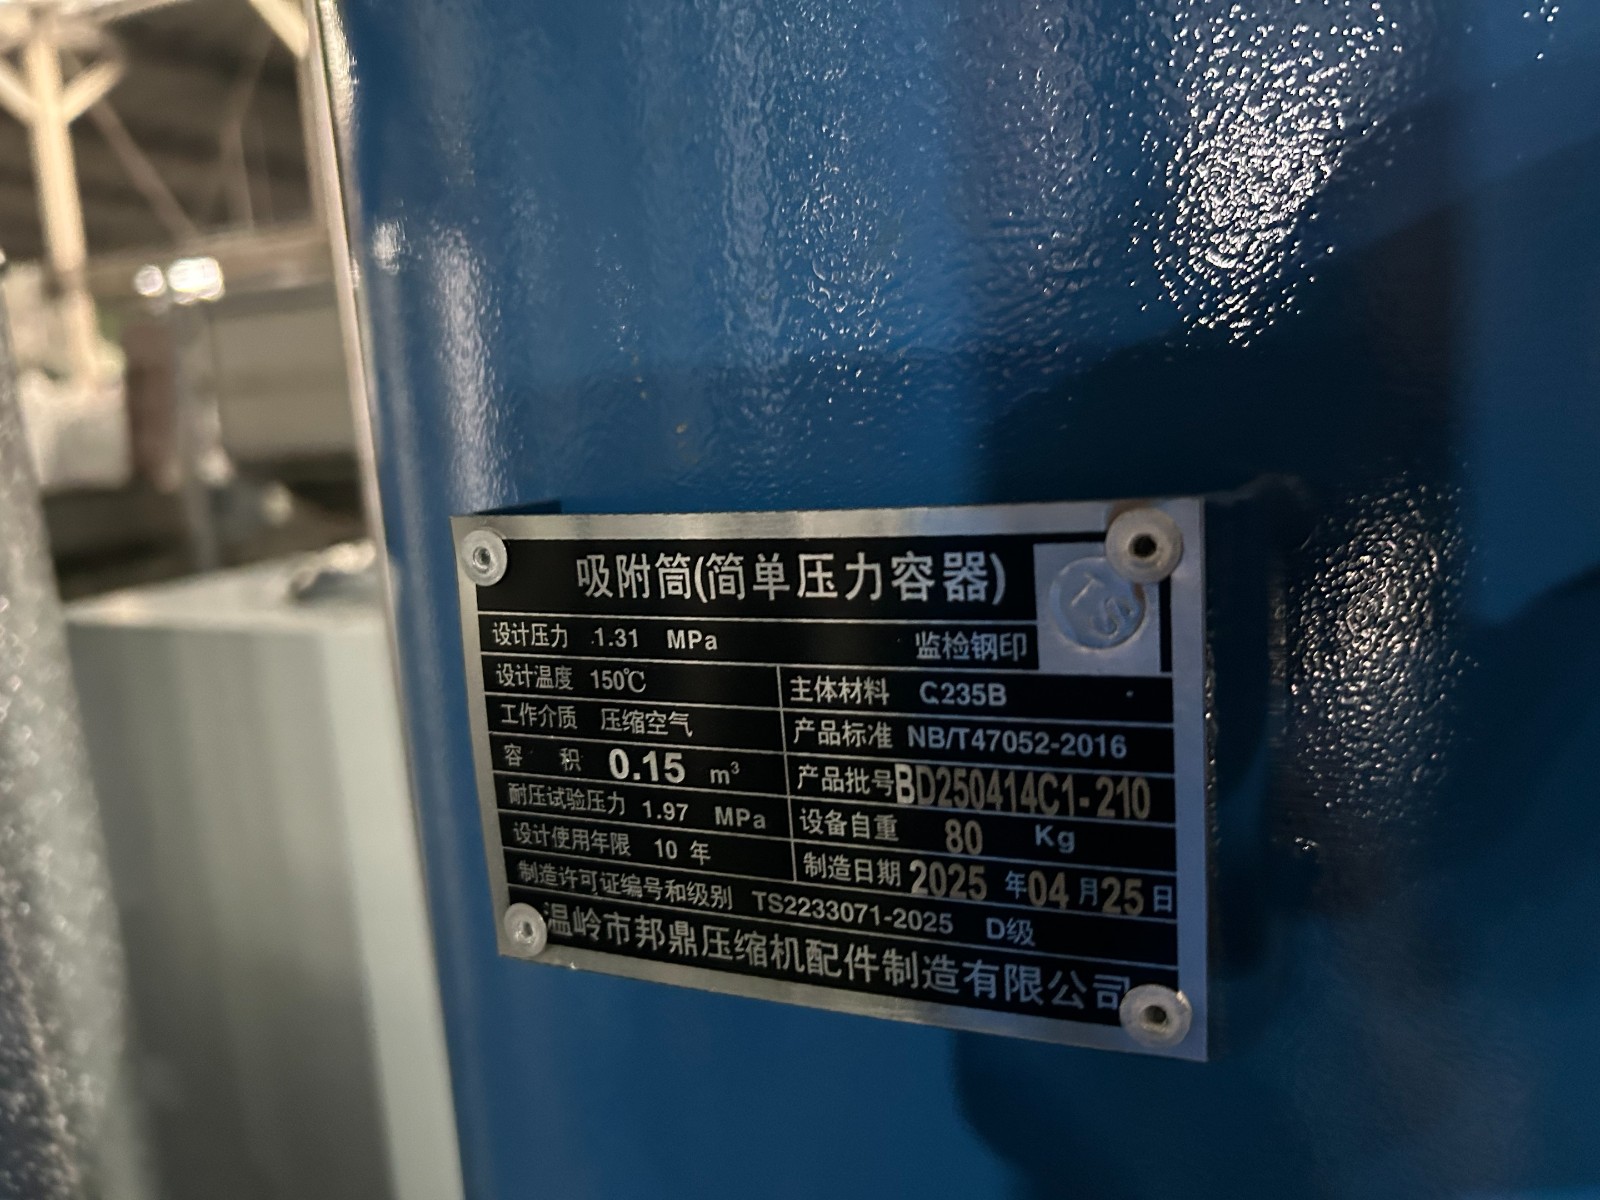 吸附筒(简单压力容器)
TS
设计压力 1.31 MPa 监检钢印
设计温度 150℃ 主体材料 Q235B
工作介质 压缩空气 产品标准 NB/T47052-2016
容 积 0.15 m³ 产品批号 BD250414C1-210
耐压试验压力 1.97 MPa 设备自重 80 Kg
设计使用年限 10 年 制造日期 2025 年 04 月 25 日
制造许可证编号和级别 TS2233071-2025 D级
温岭市邦鼎压缩机配件制造有限公司